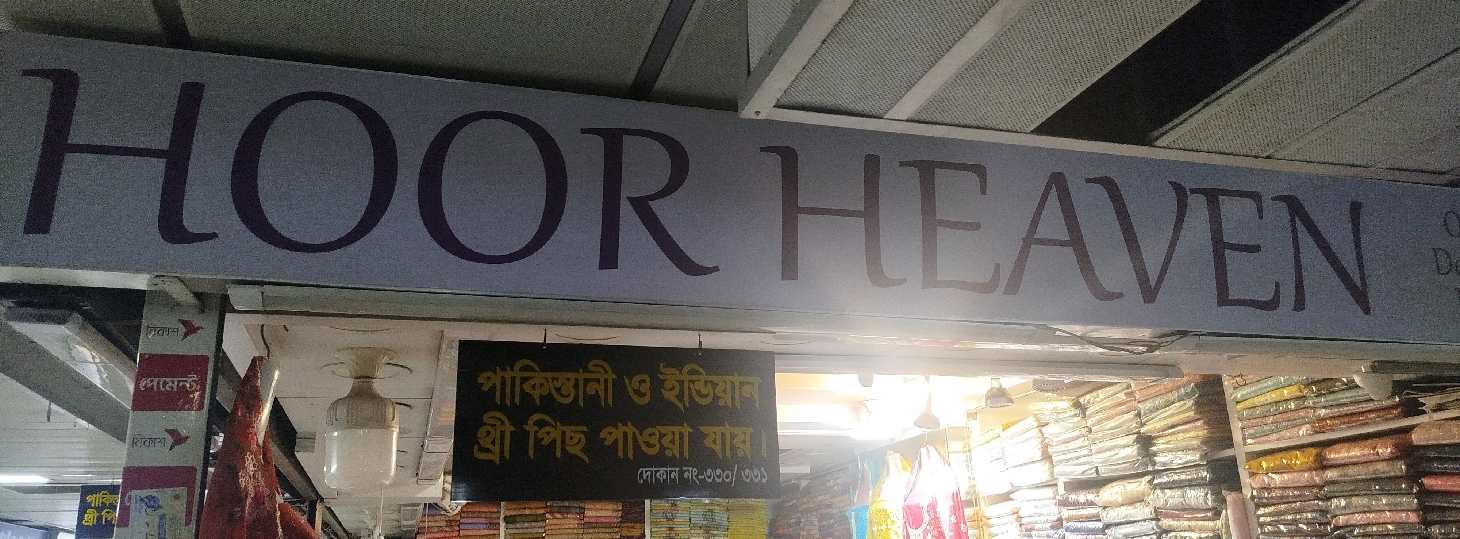 HOOR HEAVEN
বিকাশ
পেমেন্ট
বিকাশ
পাকিস্তানী ও ইন্ডিয়ান
থ্রী পিছ পাওয়া যায়।
দোকান নং-৩৩০/৩৩১
থ্রী পিছ